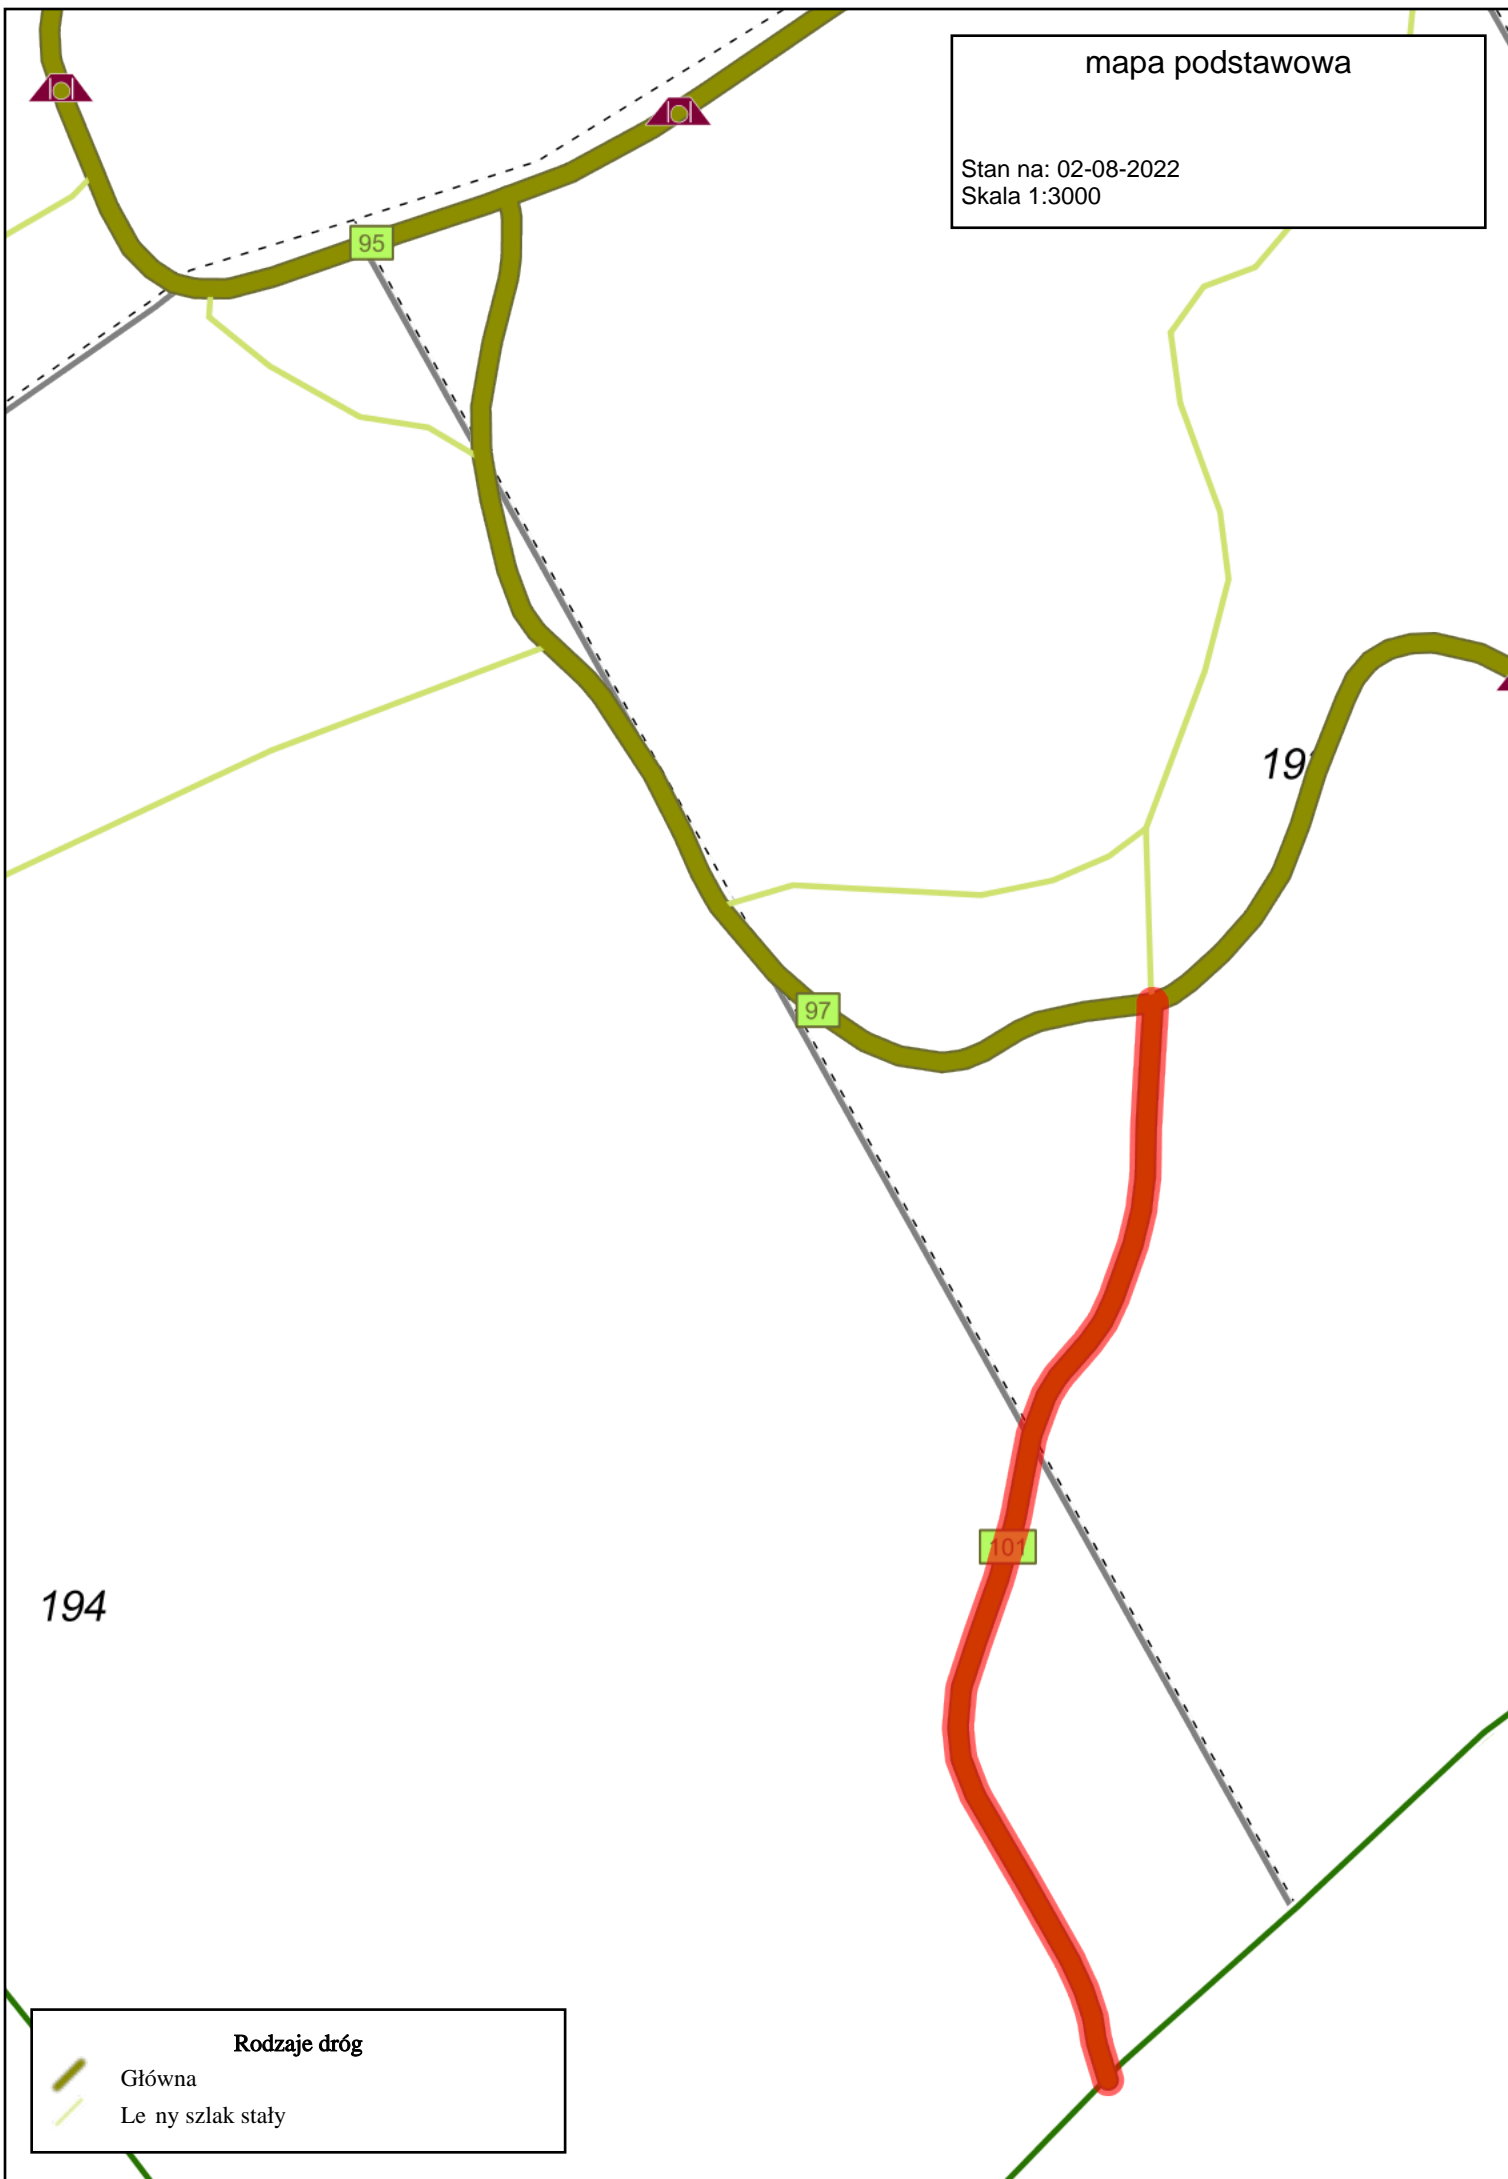 mapa podstawowa
Stan na: 02-08-2022
Skala 1:3000
95
97
101
194
Rodzaje dróg
Główna
Le ny szlak stały